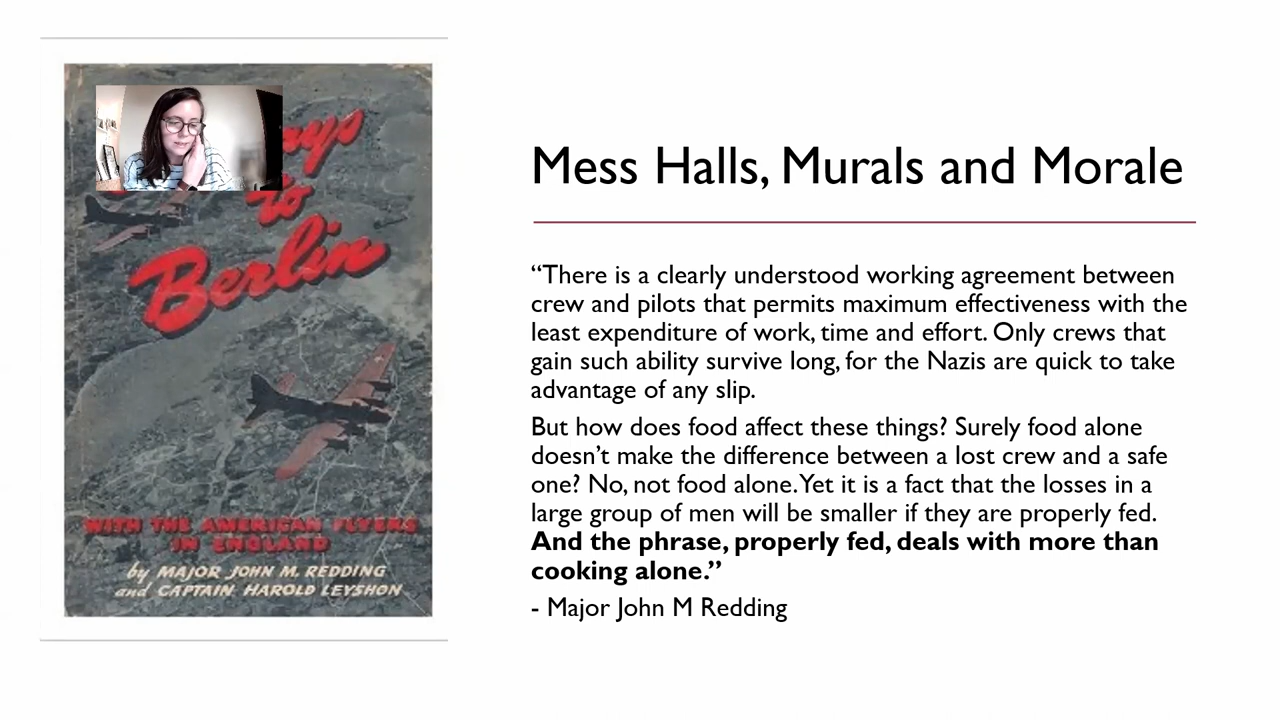 to
Berlin
WITH THE AMERICAN FLYERS
IN ENGLAND
by MAJOR JOHN M. REDDING
and CAPTAIN HAROLD LEYSHON
Mess Halls, Murals and Morale
“There is a clearly understood working agreement between
crew and pilots that permits maximum effectiveness with the
least expenditure of work, time and effort. Only crews that
gain such ability survive long, for the Nazis are quick to take
advantage of any slip.
But how does food affect these things? Surely food alone
doesn’t make the difference between a lost crew and a safe
one? No, not food alone. Yet it is a fact that the losses in a
large group of men will be smaller if they are properly fed.
And the phrase, properly fed, deals with more than
cooking alone.”
- Major John M Redding